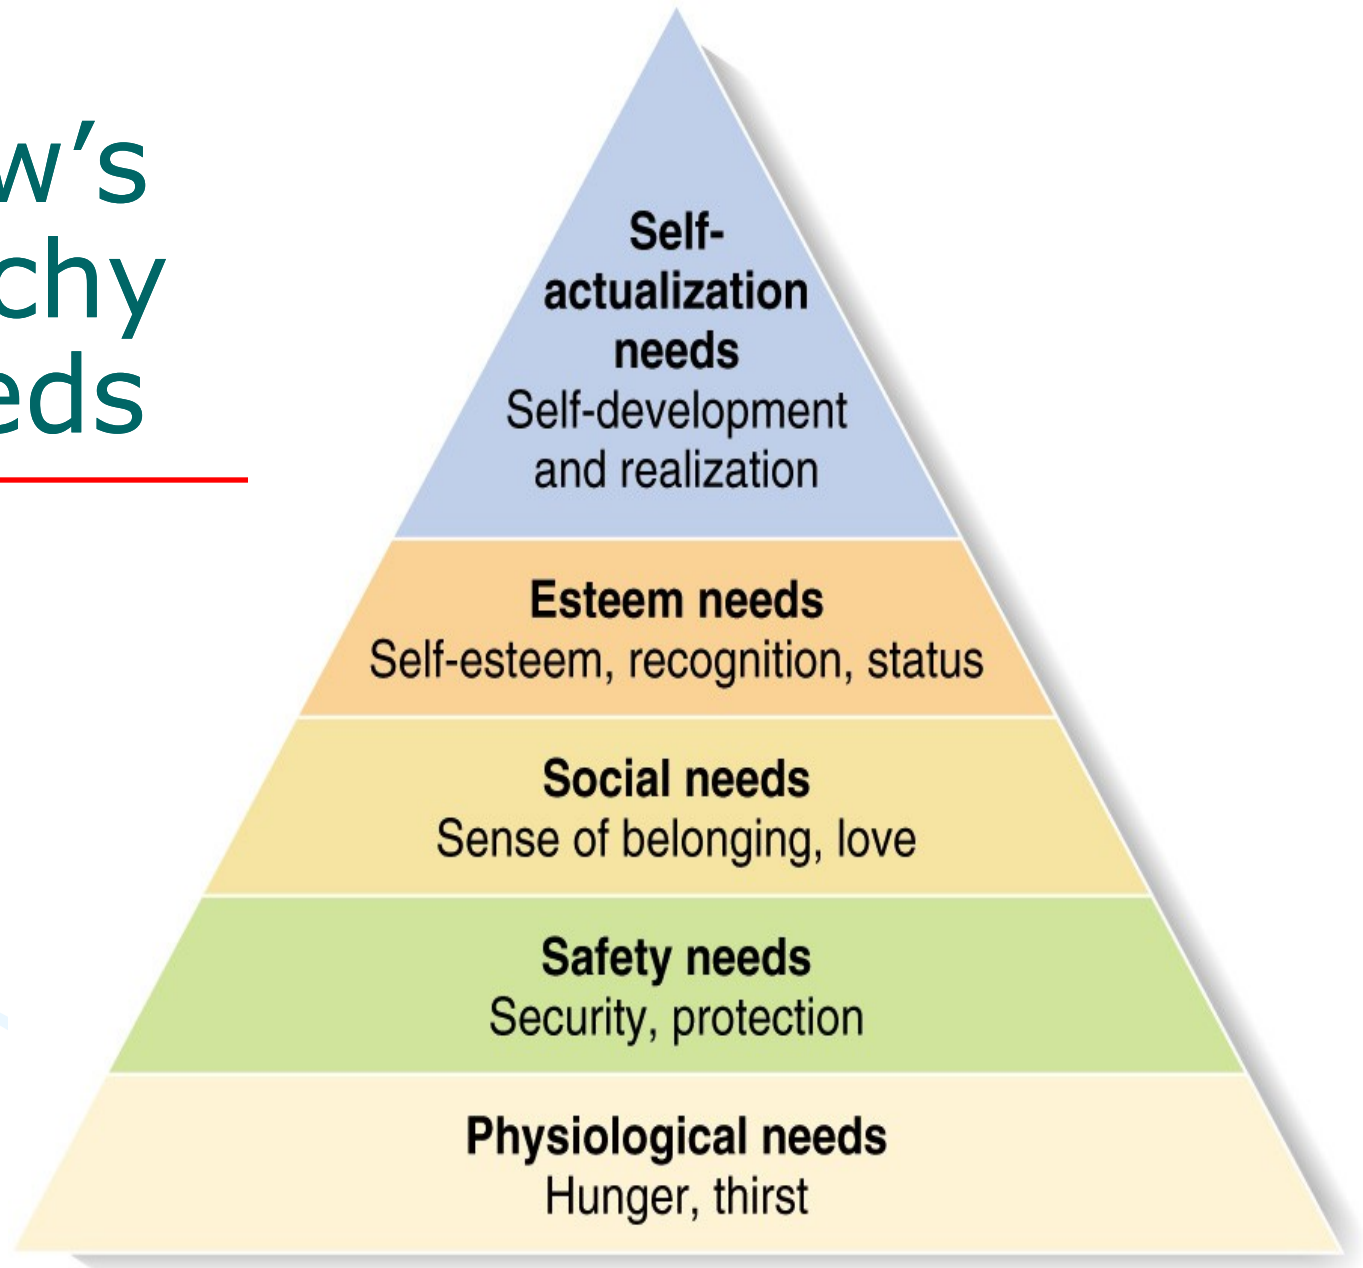 w’s
chy
eds
Self-
actualization
needs
Self-development
and realization
Esteem needs
Self-esteem, recognition, status
Social needs
Sense of belonging, love
Safety needs
Security, protection
Physiological needs
Hunger, thirst